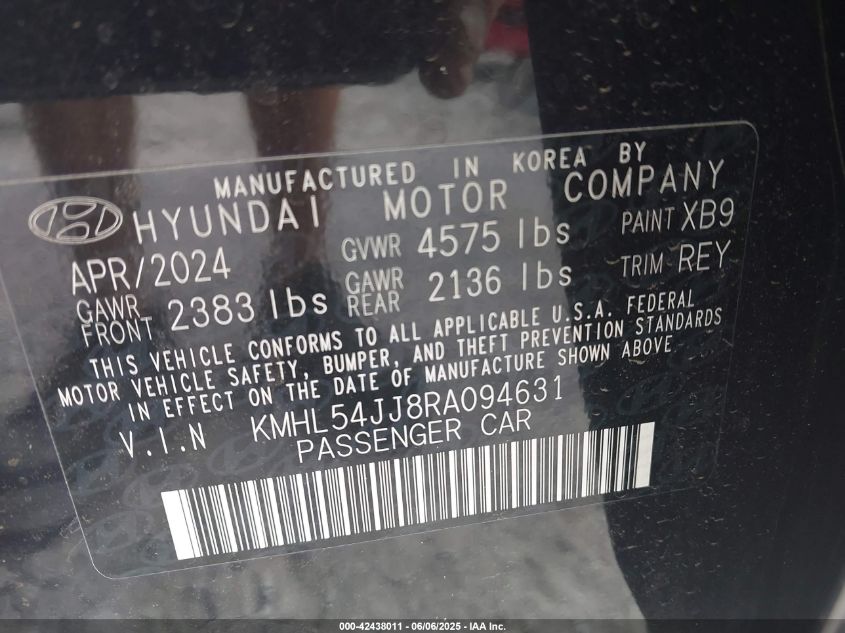 MANUFACTURED IN KOREA BY
HYUNDAI MOTOR COMPANY
APR/2024 GVWR 4575 lbs PAINT XB9
GAWR FRONT 2383 lbs GAWR REAR 2136 lbs TRIM REY
THIS VEHICLE CONFORMS TO ALL APPLICABLE U.S.A. FEDERAL
MOTOR VEHICLE SAFETY, BUMPER, AND THEFT PREVENTION STANDARDS
IN EFFECT ON THE DATE OF MANUFACTURE SHOWN ABOVE
V.I.N KMHL54JJ8RA094631
PASSENGER CAR
000-42438011 - 06/06/2025 - IAA Inc.